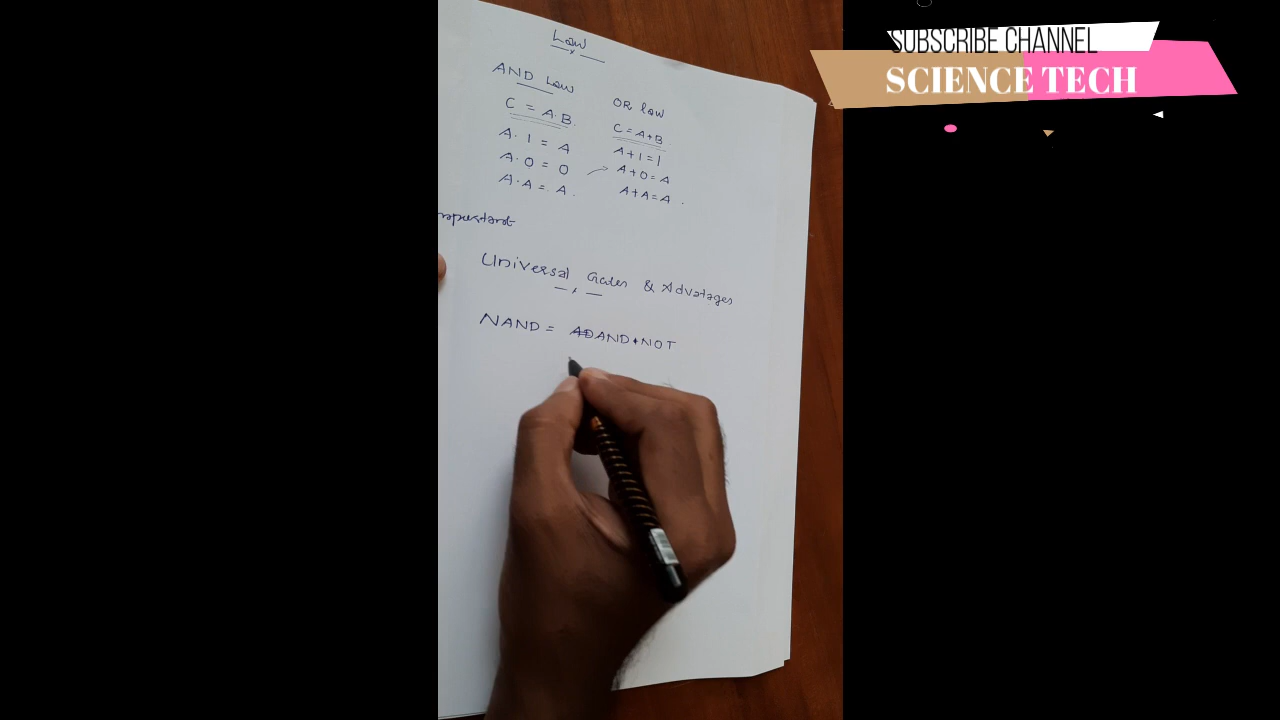 Law
AND Law
C = A.B
A. 1 = A
A. 0 = 0
A.A = A.
OR law
C = A+B
A+1=1
A+0=A
A+A=A.
Universal Gates & Advatages
NAND = AND+NOT
SUBSCRIBE CHANNEL
SCIENCE TECH